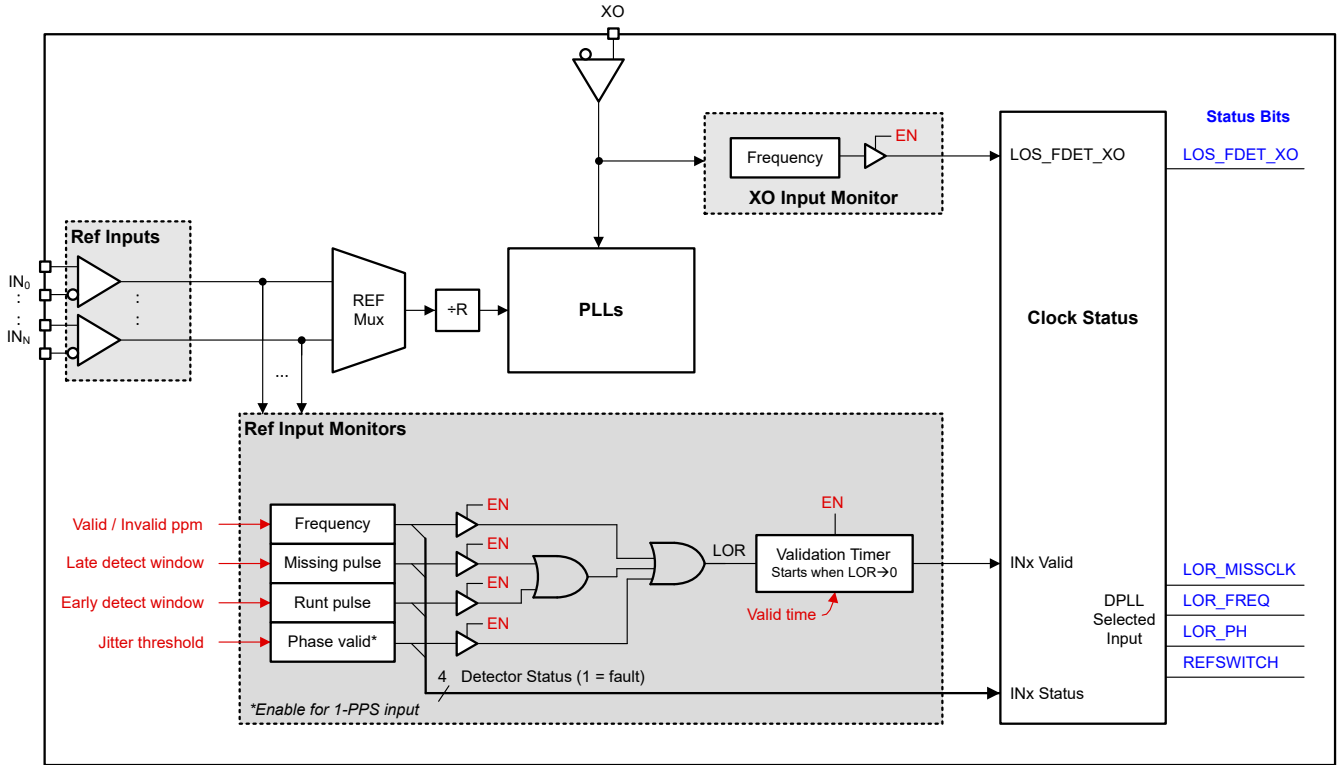 XO
Status Bits
EN
Frequency
LOS_FDET_XO
LOS_FDET_XO
XO Input Monitor
Ref Inputs
IN0
:
:
INN
:
:
REF
Mux
÷R
PLLs
Clock Status
...
Ref Input Monitors
Valid / Invalid ppm
Frequency
EN
EN
Late detect window
Missing pulse
EN
LOR
Validation Timer
Starts when LOR→0
INx Valid
LOR_MISSCLK
Early detect window
Runt pulse
EN
Valid time
DPLL
Selected
Input
LOR_FREQ
Jitter threshold
Phase valid*
EN
LOR_PH
REFSWITCH
4
Detector Status (1 = fault)
INx Status
*Enable for 1-PPS input